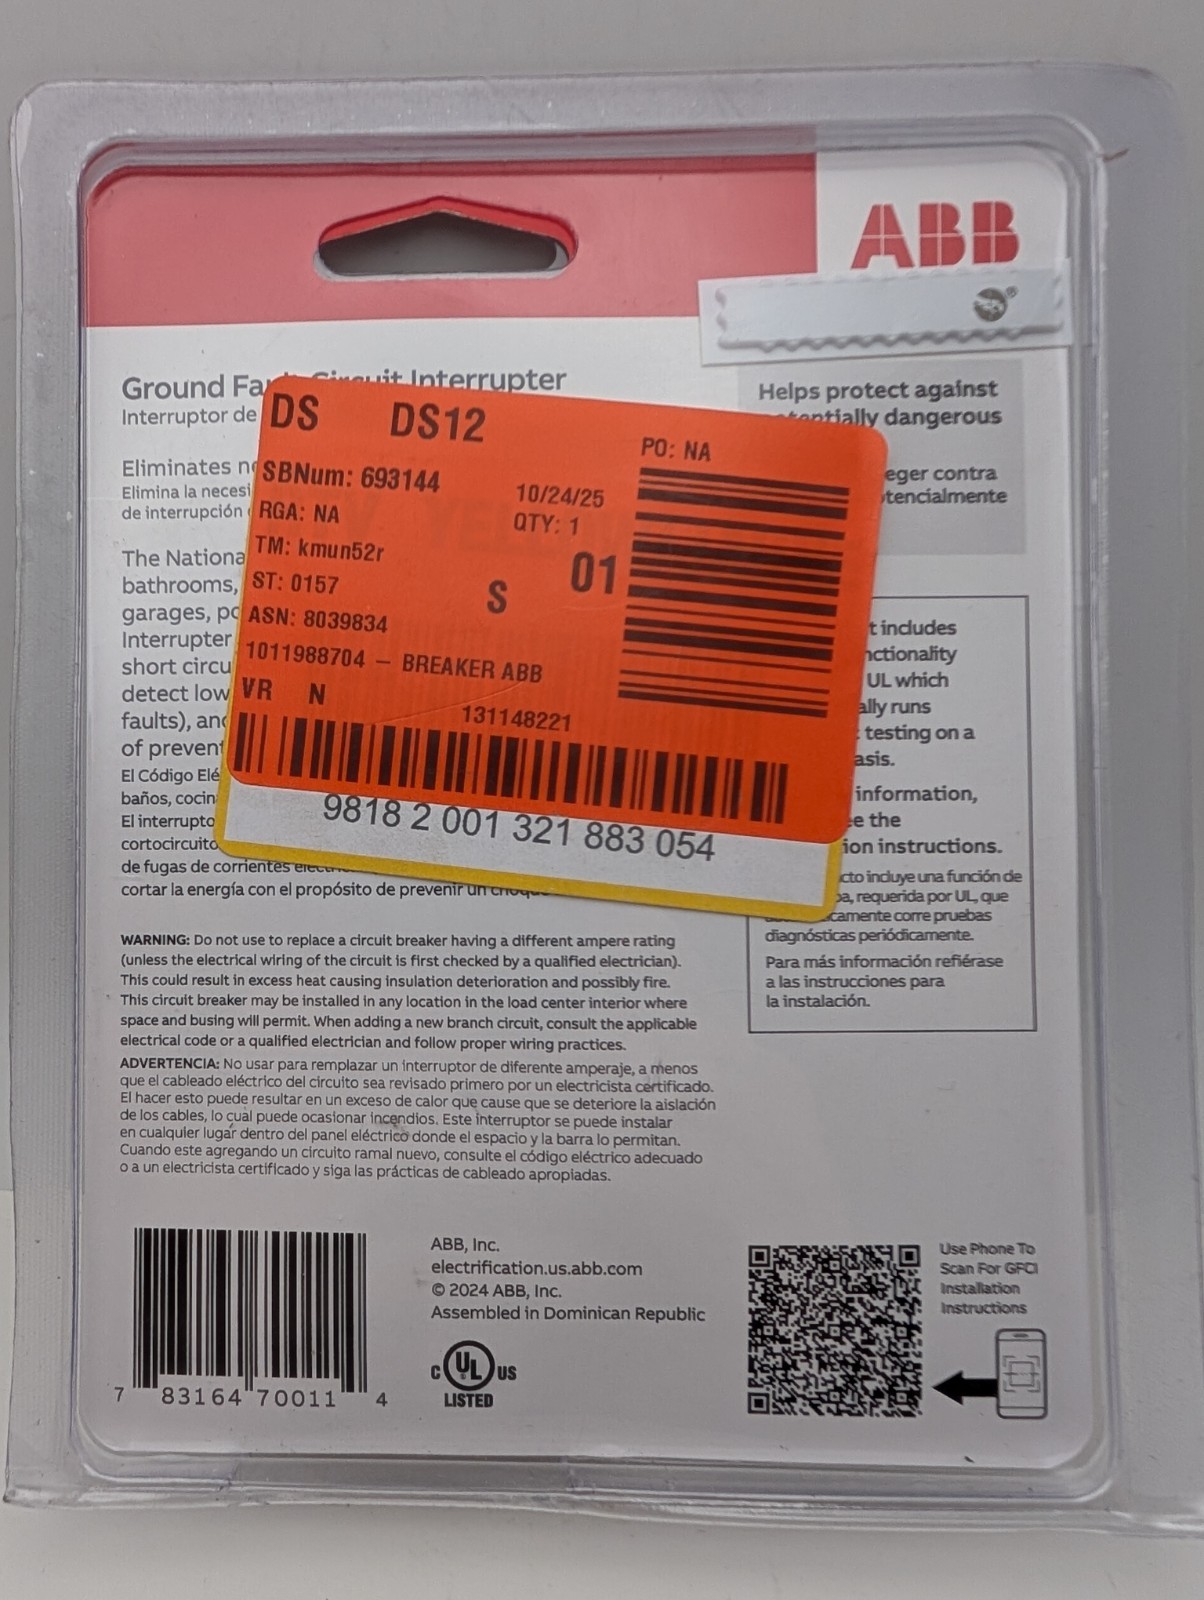 ABB
®
Ground Fault Circuit Interrupter
Interruptor de
Helps protect against
potentially dangerous
eger contra
tencialmente
Eliminates
Elimina la necesi
de interrupción
The Nationa
bathrooms,
garages, po
Interrupter
short circu
detect low
faults), and
of prevent
El Código Elé
baños, cocin
El interrupto
cortocircuito
de fugas de corrientes
cortar la energía con el propósito de prevenir un
DS DS12
PO: NA
SBNum: 693144
10/24/25
RGA: NA
QTY: 1
TM: kmun52r
01
ST: 0157
S
ASN: 8039834
1011988704 – BREAKER ABB
VR N
131148221
9818 2 001 321 883 054
t includes
nctionality
UL which
ally runs
testing on a
asis.
information,
ee the
ion instructions.
cto incluye una función de
ba, requerida por UL, que
camente corre pruebas
diagnósticas periódicamente.
Para más información refiérase
a las instrucciones para
la instalación.
WARNING: Do not use to replace a circuit breaker having a different ampere rating
(unless the electrical wiring of the circuit is first checked by a qualified electrician).
This could result in excess heat causing insulation deterioration and possibly fire.
This circuit breaker may be installed in any location in the load center interior where
space and busing will permit. When adding a new branch circuit, consult the applicable
electrical code or a qualified electrician and follow proper wiring practices.
ADVERTENCIA: No usar para remplazar un interruptor de diferente amperaje, a menos
que el cableado eléctrico del circuito sea revisado primero por un electricista certificado.
El hacer esto puede resultar en un exceso de calor que cause que se deteriore la aislación
de los cables, lo cual puede ocasionar incendios. Este interruptor se puede instalar
en cualquier lugar dentro del panel eléctrico donde el espacio y la barra lo permitan.
Cuando este agregando un circuito ramal nuevo, consulte el código eléctrico adecuado
o a un electricista certificado y siga las prácticas de cableado apropiadas.
7 83164 70011 4
ABB, Inc.
electrification.us.abb.com
© 2024 ABB, Inc.
Assembled in Dominican Republic
C UL US
LISTED
Use Phone To
Scan For GFCI
Installation
Instructions